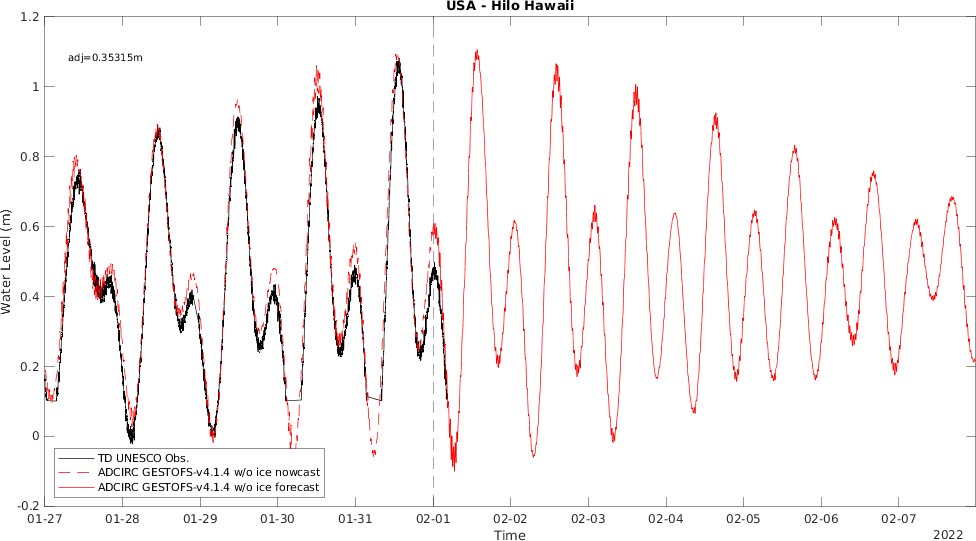 USA - Hilo Hawaii
adj=0.35315m
Water Level (m)
1.2
1
0.8
0.6
0.4
0.2
0
-0.2
TD UNESCO Obs.
ADCIRC GESTOFS-v4.1.4 w/o ice nowcast
ADCIRC GESTOFS-v4.1.4 w/o ice forecast
01-27 01-28 01-29 01-30 01-31 02-01 02-02 02-03 02-04 02-05 02-06 02-07
Time
2022